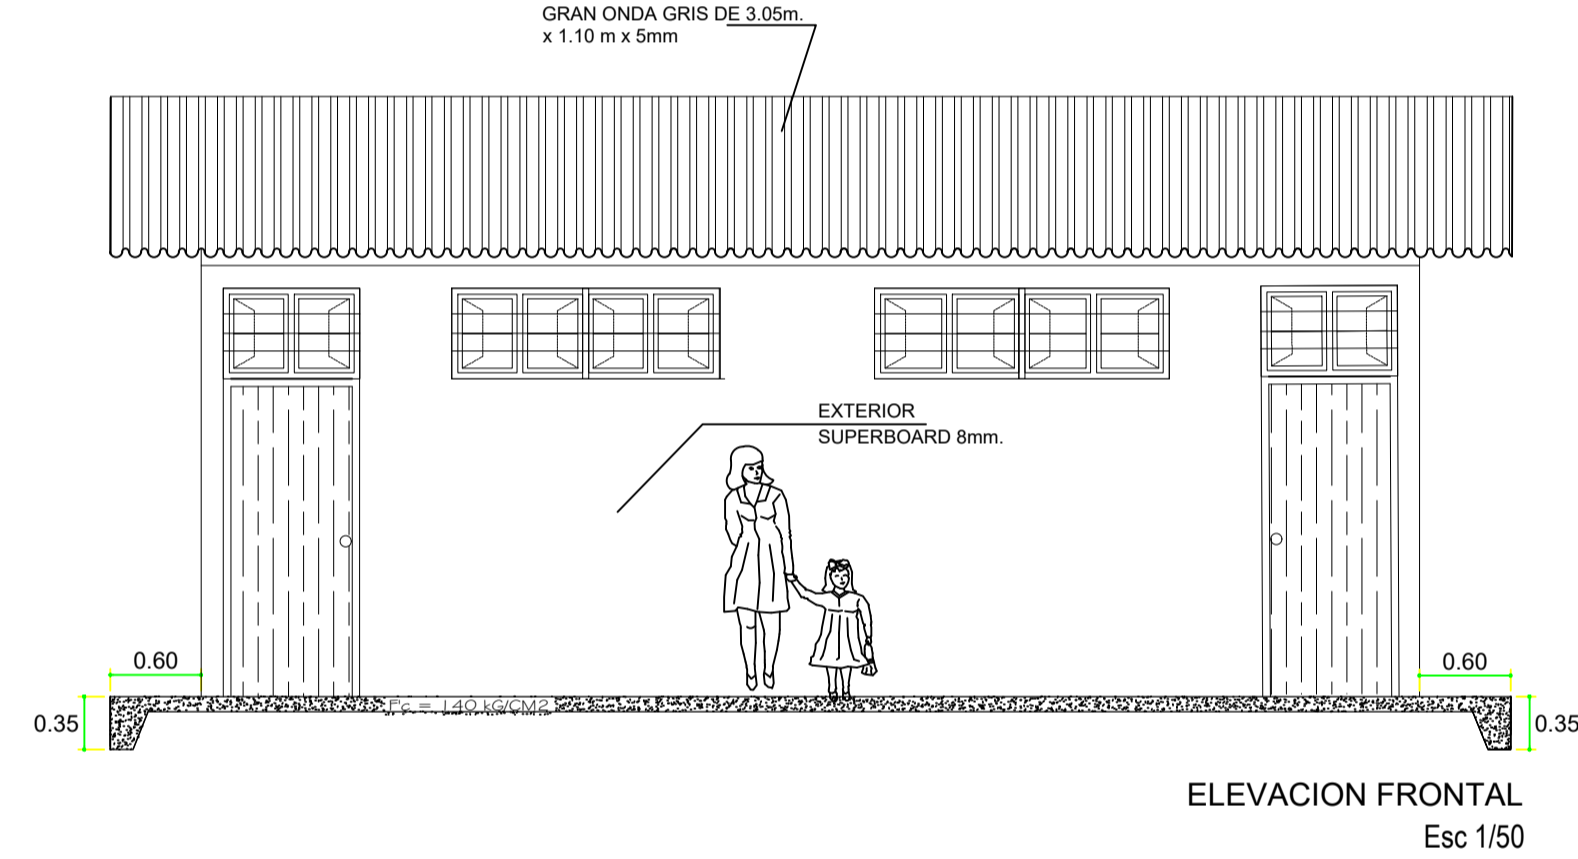 GRAN ONDA GRIS DE 3.05m.
x 1.10 m x 5mm
EXTERIOR
SUPERBOARD 8mm.
0.60
0.60
F'c = 140 kG/CM2
0.35
0.35
ELEVACION FRONTAL
Esc 1/50